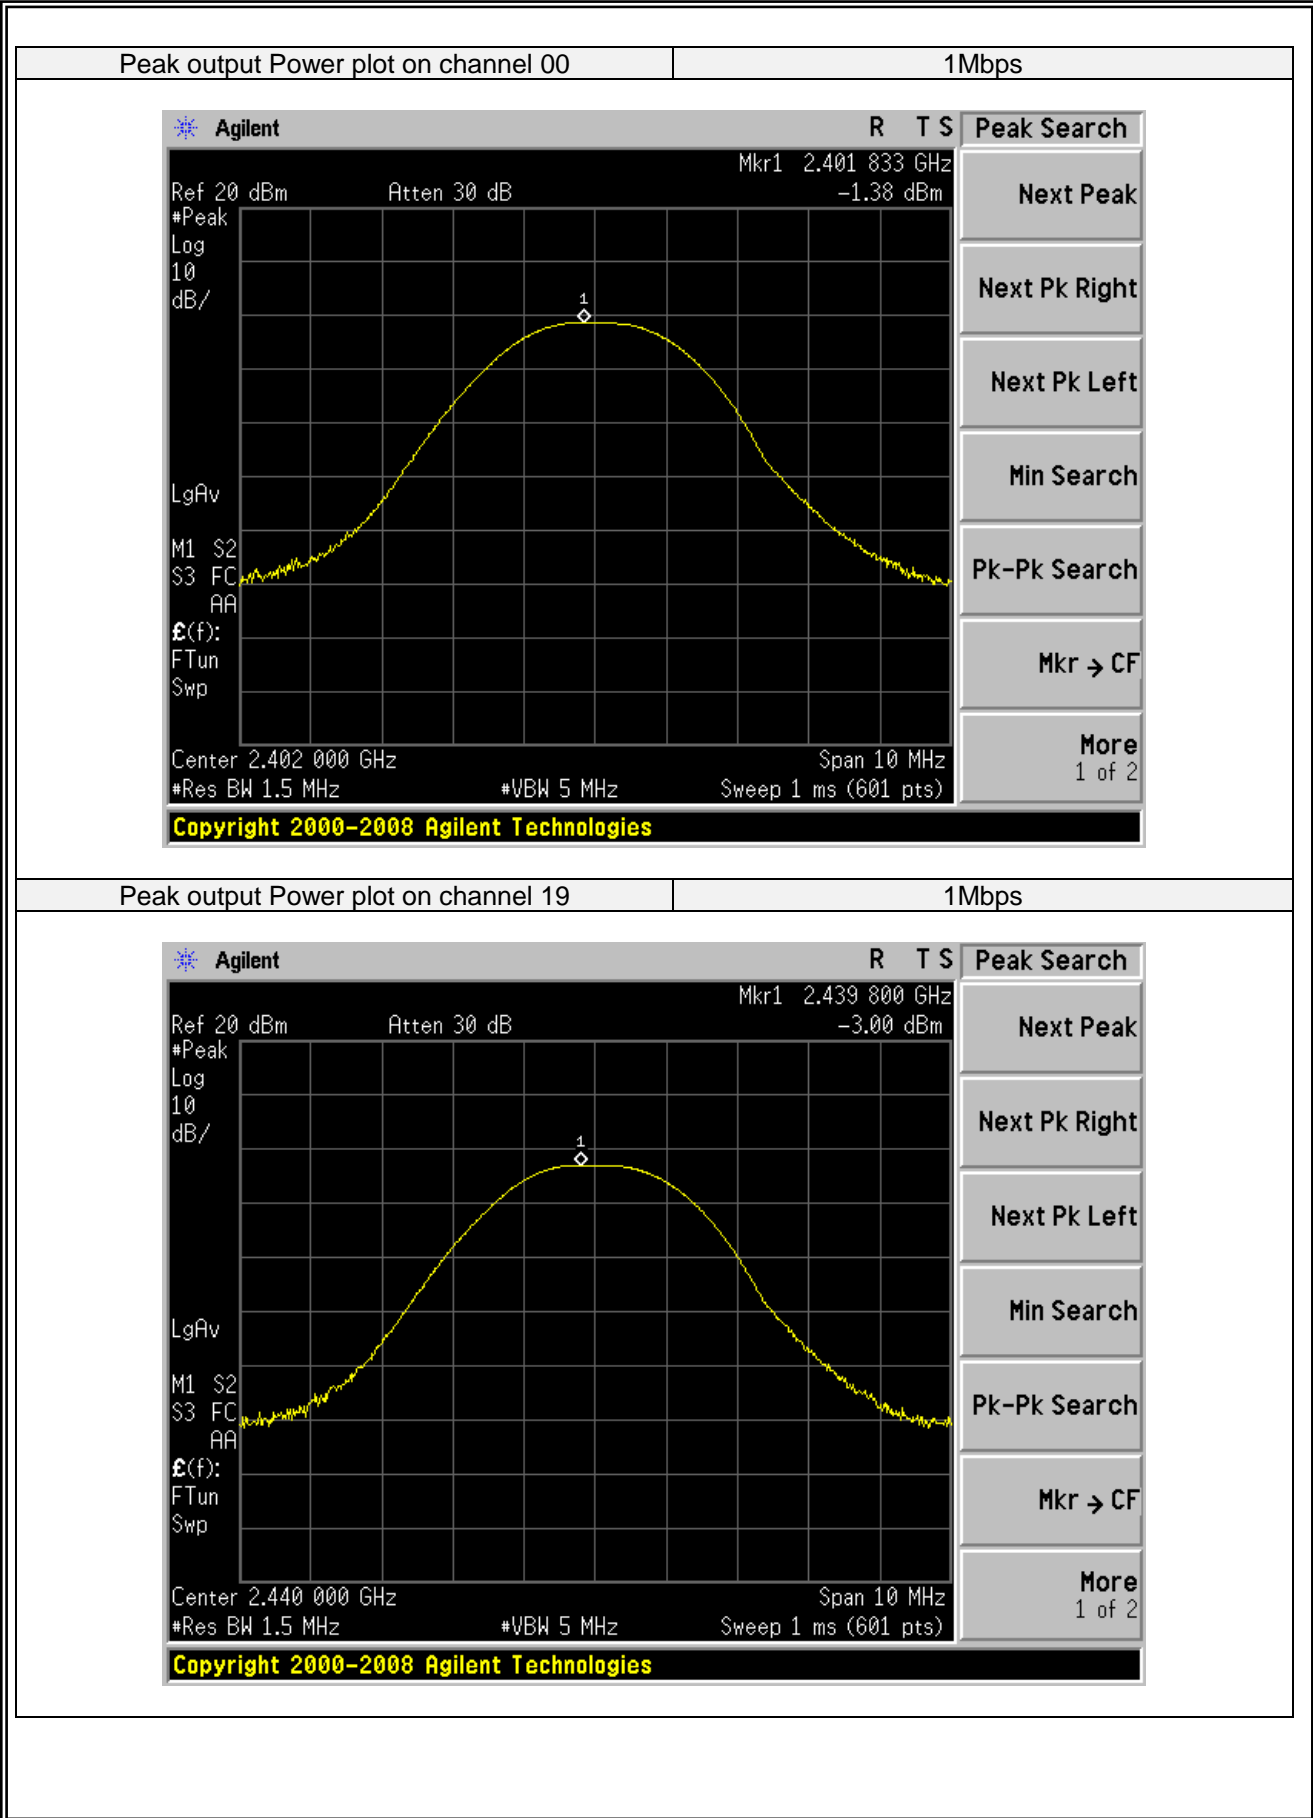 Peak output Power plot on channel 00 1Mbps
Agilent R T S Peak Search
Mkr1 2.401 833 GHz
Ref 20 dBm Atten 30 dB -1.38 dBm Next Peak
#Peak
Log
10
dB/ Next Pk Right
1
Next Pk Left
Min Search
LgAv
M1 S2
S3 FC Pk-Pk Search
AA
£(f):
FTun Mkr → CF
Swp
More
Center 2.402 000 GHz Span 10 MHz
1 of 2
#Res BW 1.5 MHz #VBW 5 MHz Sweep 1 ms (601 pts)
Copyright 2000-2008 Agilent Technologies
Peak output Power plot on channel 19 1Mbps
Agilent R T S Peak Search
Mkr1 2.439 800 GHz
Ref 20 dBm Atten 30 dB -3.00 dBm Next Peak
#Peak
Log
10
dB/ Next Pk Right
1
Next Pk Left
Min Search
LgAv
M1 S2
S3 FC Pk-Pk Search
AA
£(f):
FTun Mkr → CF
Swp
More
Center 2.440 000 GHz Span 10 MHz
1 of 2
#Res BW 1.5 MHz #VBW 5 MHz Sweep 1 ms (601 pts)
Copyright 2000-2008 Agilent Technologies